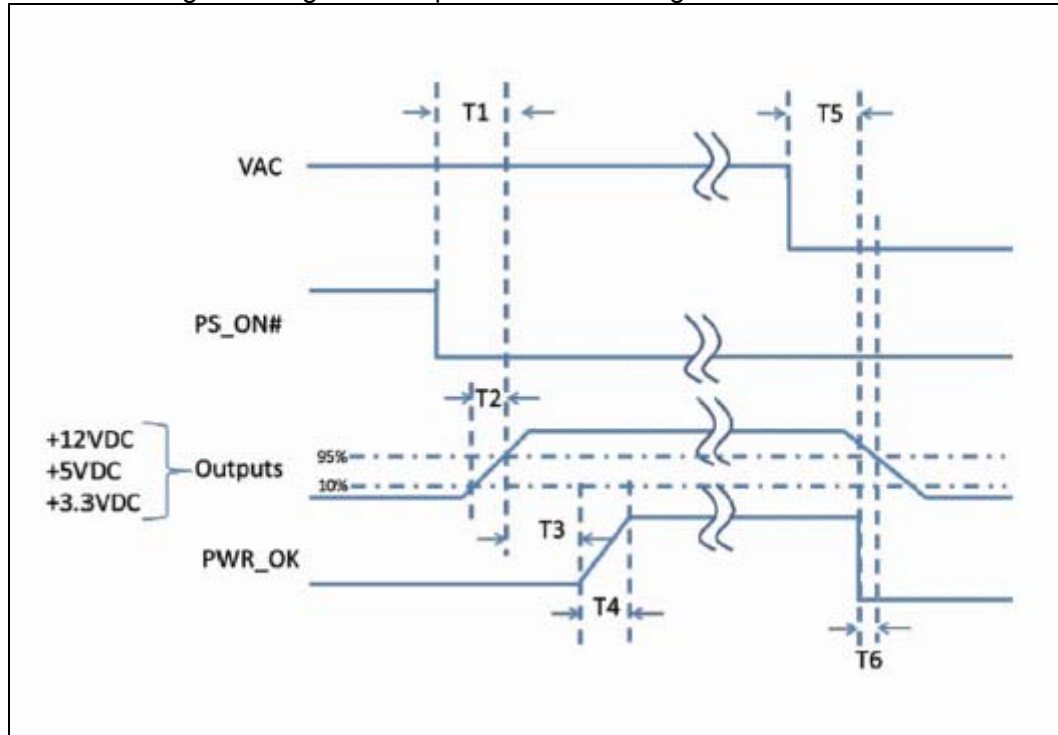 T1
T5
VAC
PS_ON#
T2
+12VDC
+5VDC
+3.3VDC
Outputs
95%
10%
T3
PWR_OK
T4
T6